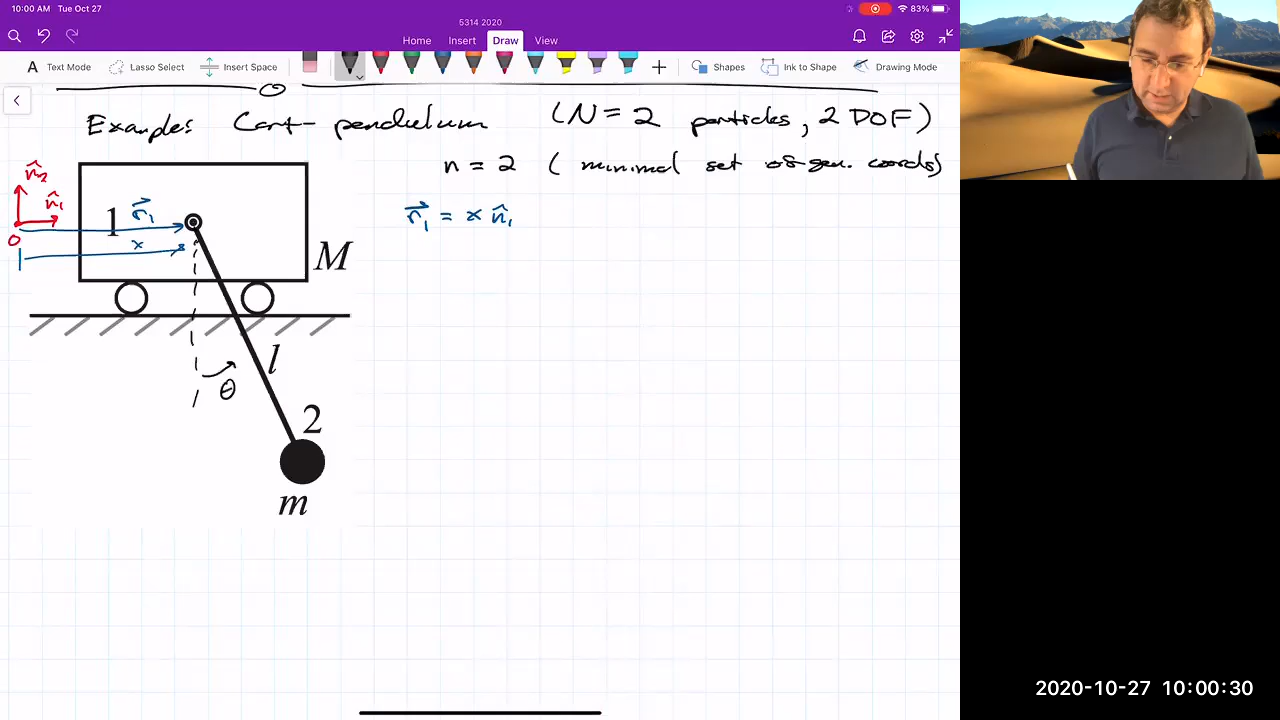 10:00 AM Tue Oct 27
83%
5314 2020
Home Insert Draw View
Text Mode Lasso Select Insert Space Shapes Ink to Shape Drawing Mode
Example: Cart-pendulum (N=2 particles, 2 DOF)
n = 2 (minimal set of gen. coords)
n̂₂
n̂₁
0
1
r⃗₁
x
r⃗₁ = x n̂₁
M
l
θ
2
m
2020-10-27 10:00:30